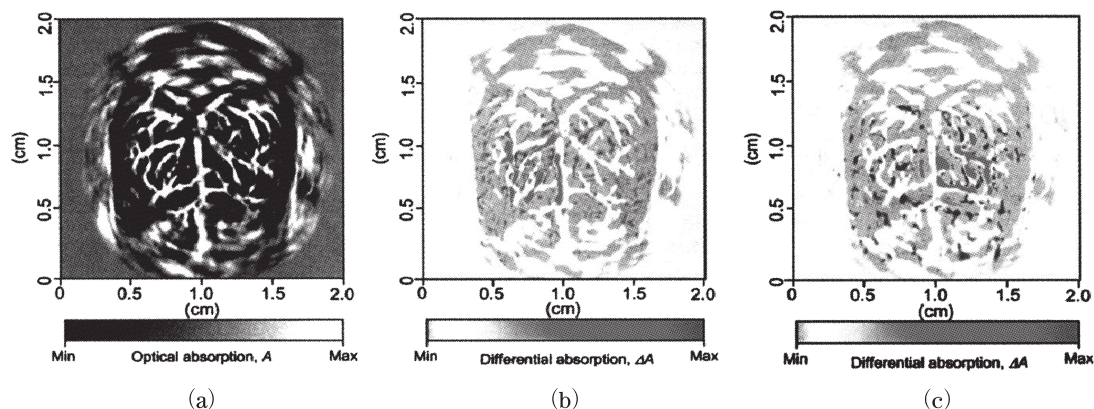 2.0
1.5
1.0
0.5
0
(cm)
0 0.5 1.0 1.5 2.0
(cm)
Min Optical absorption, A Max
(a)
2.0
1.5
1.0
0.5
0
(cm)
0 0.5 1.0 1.5 2.0
(cm)
Min Differential absorption, ΔA Max
(b)
2.0
1.5
1.0
0.5
0
(cm)
0 0.5 1.0 1.5 2.0
(cm)
Min Differential absorption, ΔA Max
(c)